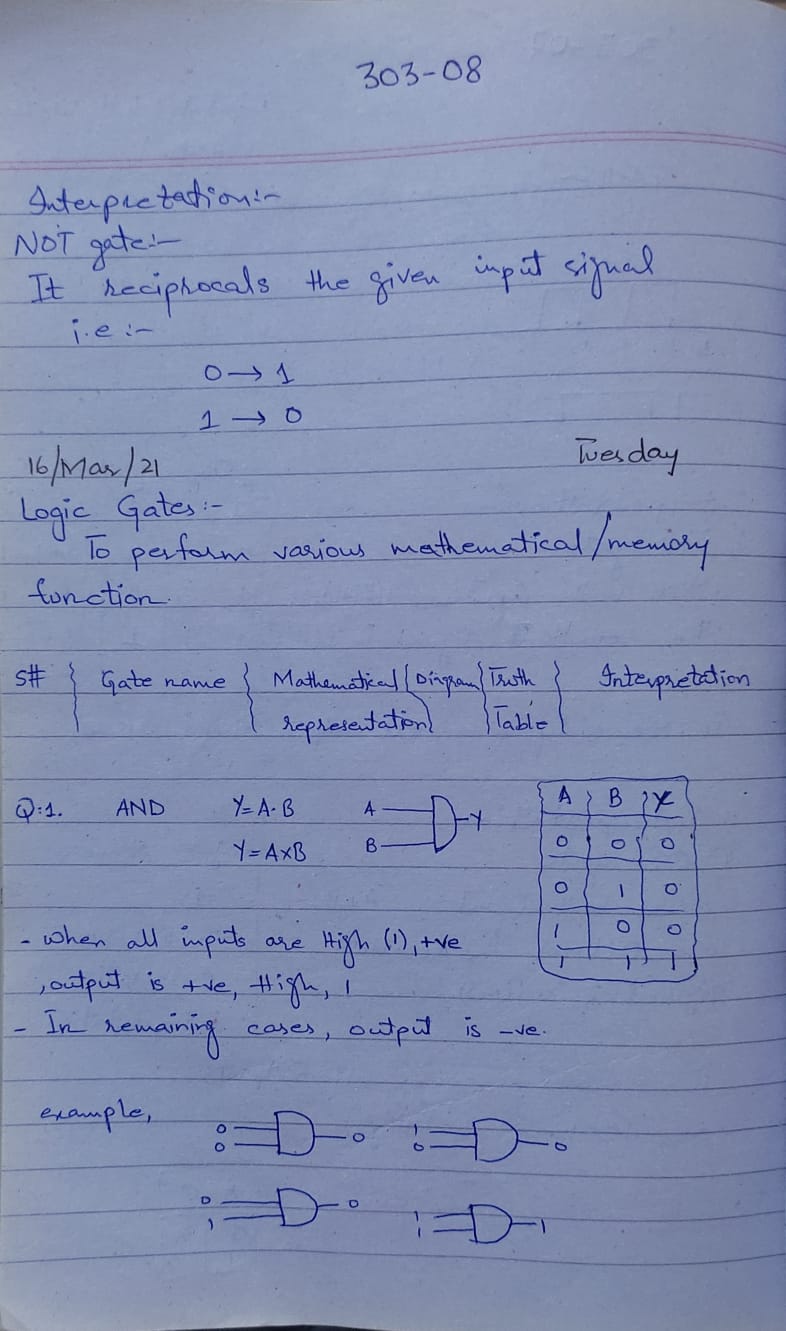 303-08
Interpretation:-
NOT gate:-
It reciprocals the given input signal
i.e :-
0 → 1
1 → 0
16/Mar/21 Tuesday
Logic Gates:-
To perform various mathematical/memory
function.
S# Gate name Mathematical Diagram Truth Interpretation
representation Table
Q:1. AND Y=A·B A B Y
Y=A×B
A B Y
0 0 0
0 1 0
1 0 0
1 1 1
- When all inputs are High (1), +ve
, output is +ve, High, 1
- In remaining cases, output is -ve.
example,
0 0 0 1 0 0
0 1 0 1 1 1